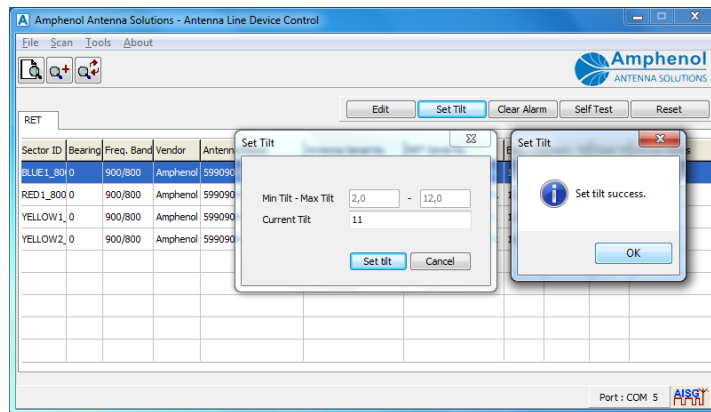 Amphenol Antenna Solutions - Antenna Line Device Control
File Scan Tools About
Amphenol
ANTENNA SOLUTIONS
Edit Set Tilt Clear Alarm Self Test Reset
RET
Sector ID Bearing Freq. Band Vendor
BLUE1_80 0 900/800 Amphenol 599090
RED1_800 0 900/800 Amphenol 599090
YELLOW1_ 0 900/800 Amphenol 599090
YELLOW2_ 0 900/800 Amphenol 599090
Set Tilt
Min Tilt - Max Tilt 2,0 - 12,0
Current Tilt 11
Set tilt Cancel
Set Tilt
Set tilt success.
OK
Port : COM 5 AISG